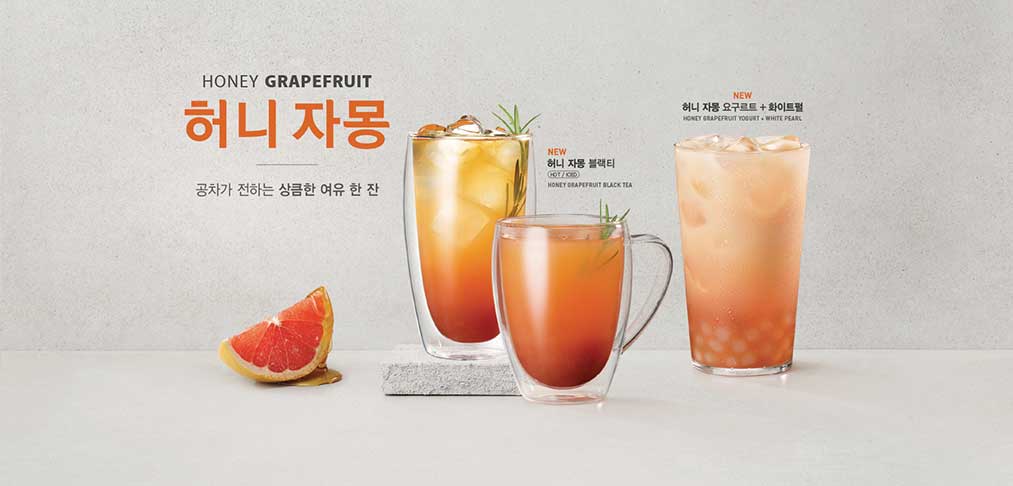 HONEY GRAPEFRUIT
허니 자몽
공차가 전하는 상큼한 여유 한 잔
NEW
허니 자몽 블랙티
HOT / ICED
HONEY GRAPEFRUIT BLACK TEA
NEW
허니 자몽 요구르트 + 화이트펄
HONEY GRAPEFRUIT YOGURT + WHITE PEARL